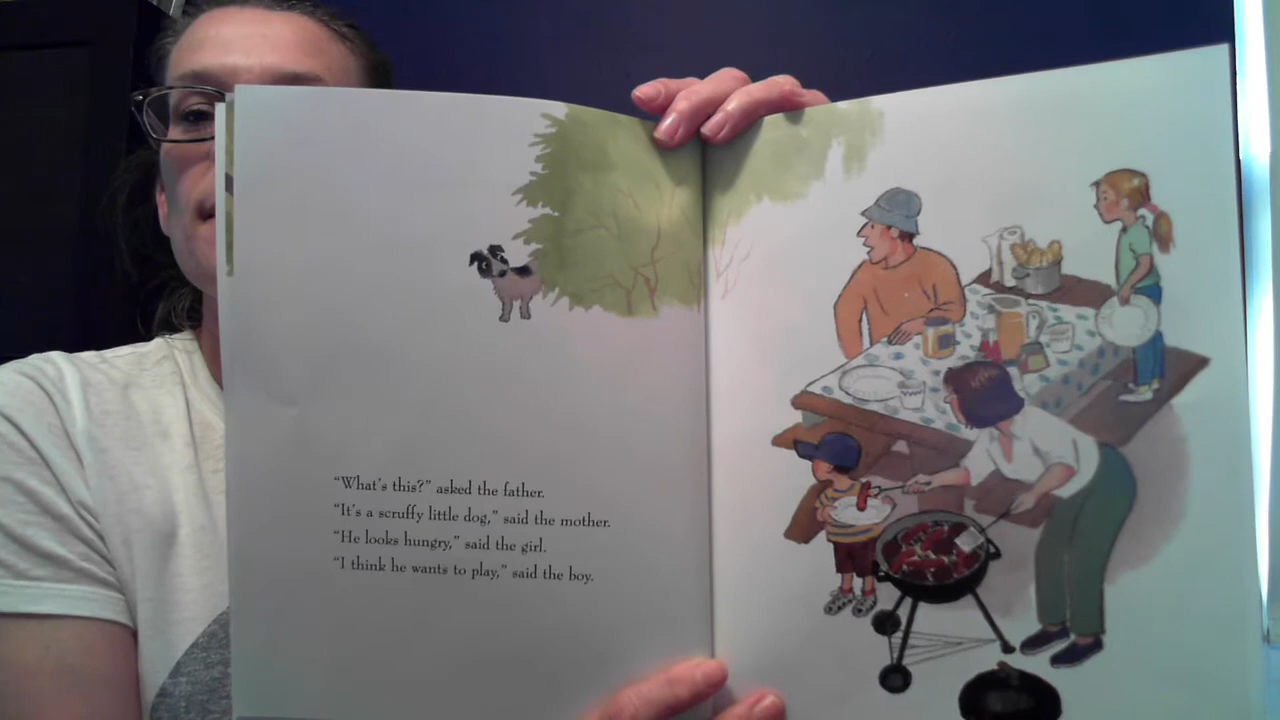 “What’s this?” asked the father.
“It’s a scruffy little dog,” said the mother.
“He looks hungry,” said the girl.
“I think he wants to play,” said the boy.